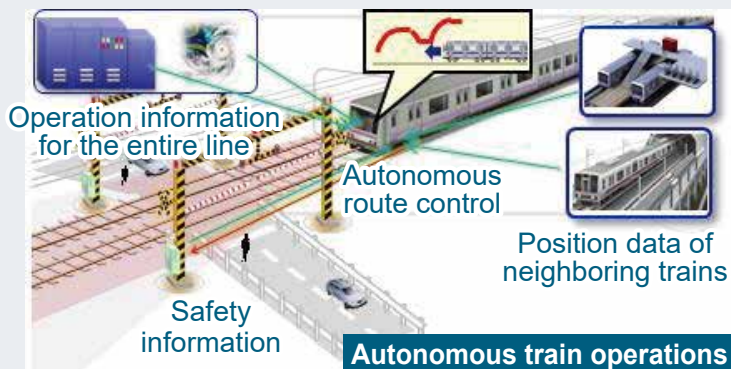 Operation information
for the entire line
Autonomous
route control
Position data of
neighboring trains
Safety
information
Autonomous train operations